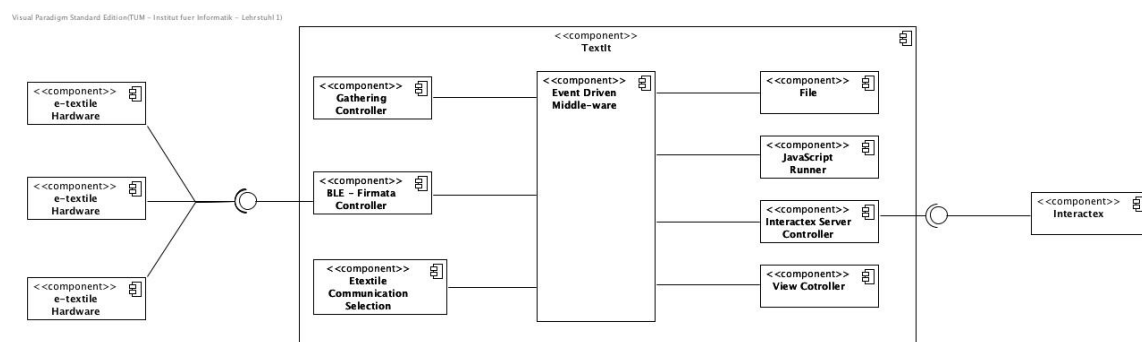 Visual Paradigm Standard Edition(TUM - Institut fuer Informatik - Lehrstuhl 1)
<<component>>
TextIt
<<component>>
e-textile
Hardware
<<component>>
e-textile
Hardware
<<component>>
e-textile
Hardware
<<component>>
Gathering
Controller
<<component>>
BLE - Firmata
Controller
<<component>>
Etextile
Communication
Selection
<<component>>
Event Driven
Middle-ware
<<component>>
File
<<component>>
JavaScript
Runner
<<component>>
Interactex Server
Controller
<<component>>
View Cotroller
<<component>>
Interactex